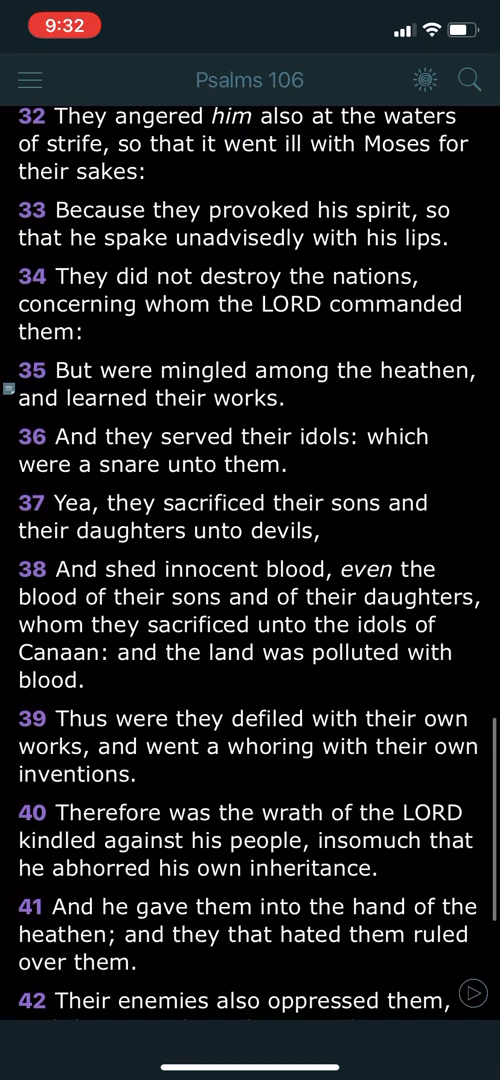 9:32
Psalms 106
32 They angered him also at the waters
of strife, so that it went ill with Moses for
their sakes:
33 Because they provoked his spirit, so
that he spake unadvisedly with his lips.
34 They did not destroy the nations,
concerning whom the LORD commanded
them:
35 But were mingled among the heathen,
and learned their works.
36 And they served their idols: which
were a snare unto them.
37 Yea, they sacrificed their sons and
their daughters unto devils,
38 And shed innocent blood, even the
blood of their sons and of their daughters,
whom they sacrificed unto the idols of
Canaan: and the land was polluted with
blood.
39 Thus were they defiled with their own
works, and went a whoring with their own
inventions.
40 Therefore was the wrath of the LORD
kindled against his people, insomuch that
he abhorred his own inheritance.
41 And he gave them into the hand of the
heathen; and they that hated them ruled
over them.
42 Their enemies also oppressed them,